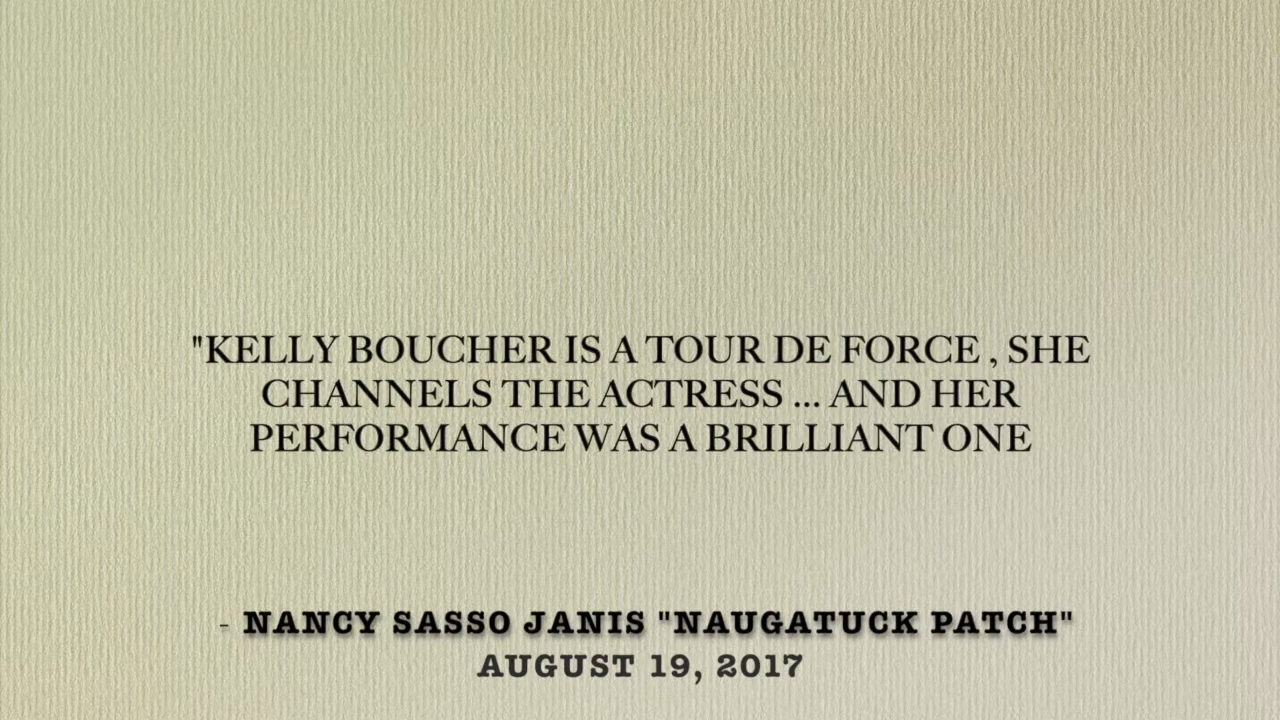 "KELLY BOUCHER IS A TOUR DE FORCE , SHE
CHANNELS THE ACTRESS ... AND HER
PERFORMANCE WAS A BRILLIANT ONE
- NANCY SASSO JANIS "NAUGATUCK PATCH"
AUGUST 19, 2017